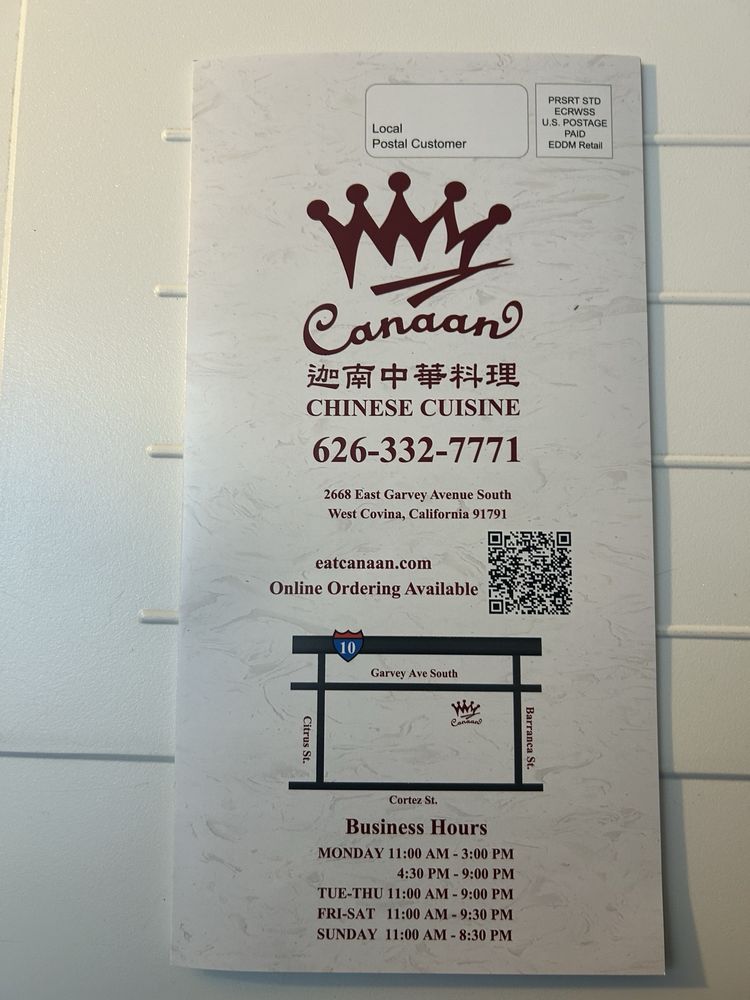 Local
Postal Customer
PRSRT STD
ECRWSS
U.S. POSTAGE
PAID
EDDM Retail
Canaan
迦南中華料理
CHINESE CUISINE
626-332-7771
2668 East Garvey Avenue South
West Covina, California 91791
eatcanaan.com
Online Ordering Available
10
Garvey Ave South
Canaan
Citrus St.
Barranca St.
Cortez St.
Business Hours
MONDAY 11:00 AM - 3:00 PM
4:30 PM - 9:00 PM
TUE-THU 11:00 AM - 9:00 PM
FRI-SAT 11:00 AM - 9:30 PM
SUNDAY 11:00 AM - 8:30 PM